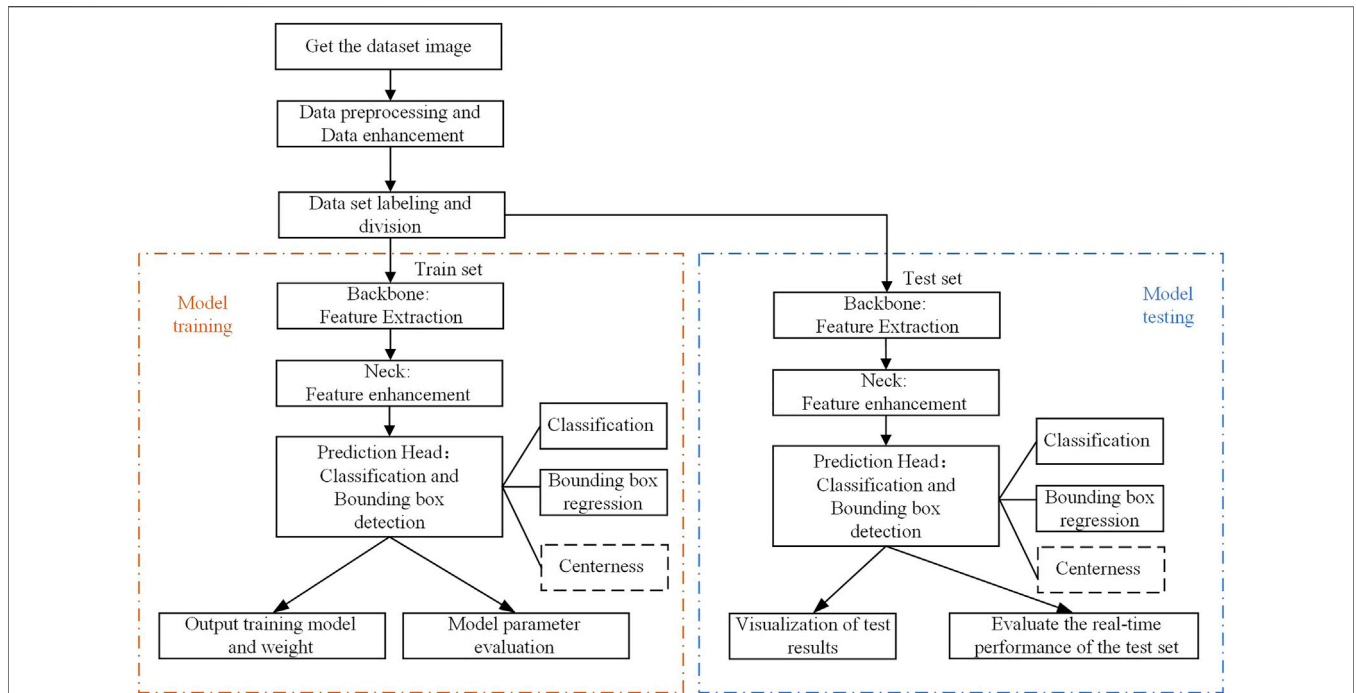 Get the dataset image
Data preprocessing and
Data enhancement
Data set labeling and
division
Train set
Model
training
Backbone:
Feature Extraction
Neck:
Feature enhancement
Prediction Head：
Classification and
Bounding box
detection
Classification
Bounding box
regression
Centerness
Output training model
and weight
Model parameter
evaluation
Test set
Model
testing
Backbone:
Feature Extraction
Neck:
Feature enhancement
Prediction Head：
Classification and
Bounding box
detection
Classification
Bounding box
regression
Centerness
Visualization of test
results
Evaluate the real-time
performance of the test set